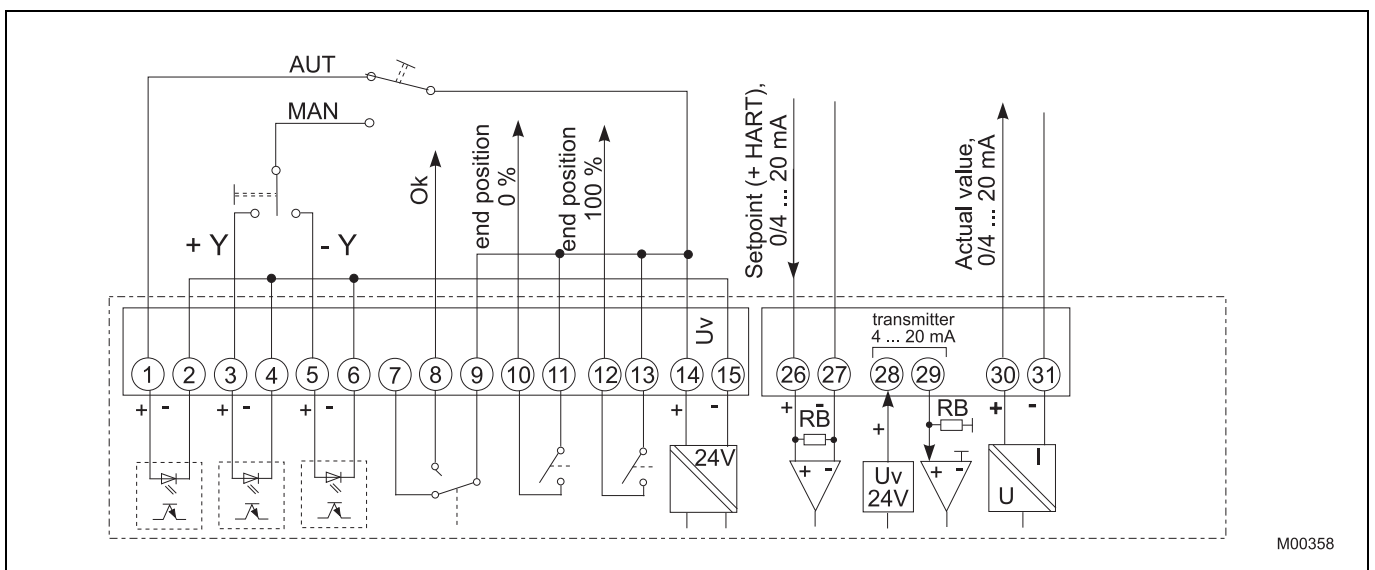 AUT
MAN
+ Y
- Y
Ok
end position
0 %
end position
100 %
Setpoint (+ HART),
0/4 ... 20 mA
Actual value,
0/4 ... 20 mA
Uv
transmitter
4 ... 20 mA
1 2 3 4 5 6 7 8 9 10 11 12 13 14 15
26 27 28 29 30 31
+ - + - + - + -
+ - + + -
RB
RB
24V
+ -
Uv
24V
+ -
I
U
M00358